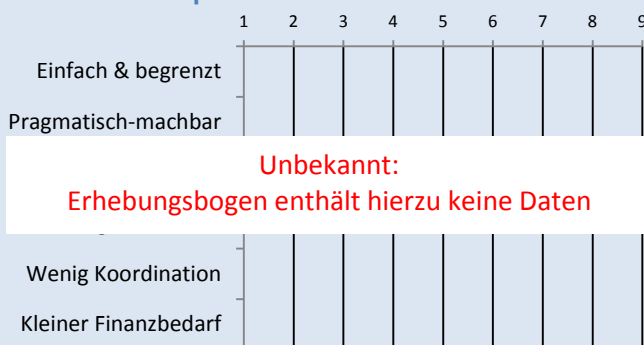 1 2 3 4 5 6 7 8 9
Einfach & begrenzt
Pragmatisch-machbar
Unbekannt:
Erhebungsbogen enthält hierzu keine Daten
Wenig Koordination
Kleiner Finanzbedarf